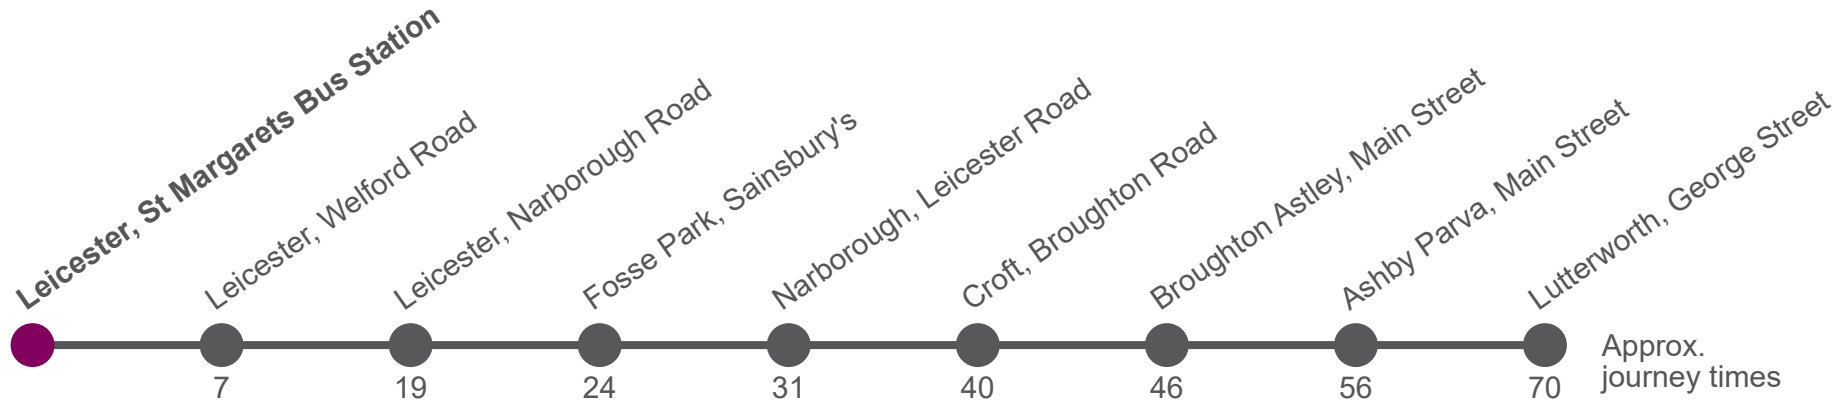 Leicester, St Margarets Bus Station
Leicester, Welford Road
Leicester, Narborough Road
Fosse Park, Sainsbury's
Narborough, Leicester Road
Croft, Broughton Road
Broughton Astley, Main Street
Ashby Parva, Main Street
Lutterworth, George Street
7
19
24
31
40
46
56
70
Approx.
journey times